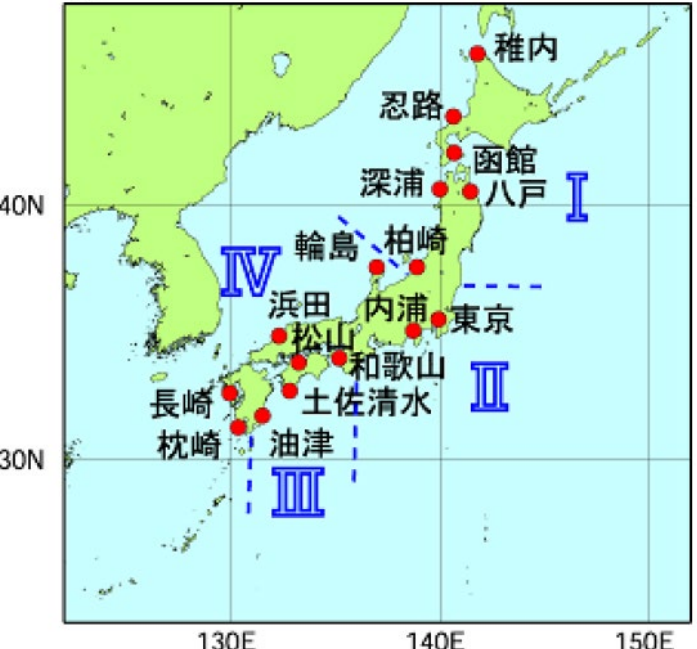 稚内
忍路
函館
深浦
八戸
I
40N
輪島
柏崎
IV
浜田
内浦
東京
松山
和歌山
II
長崎
土佐清水
枕崎
油津
30N
III
130E
140E
150E